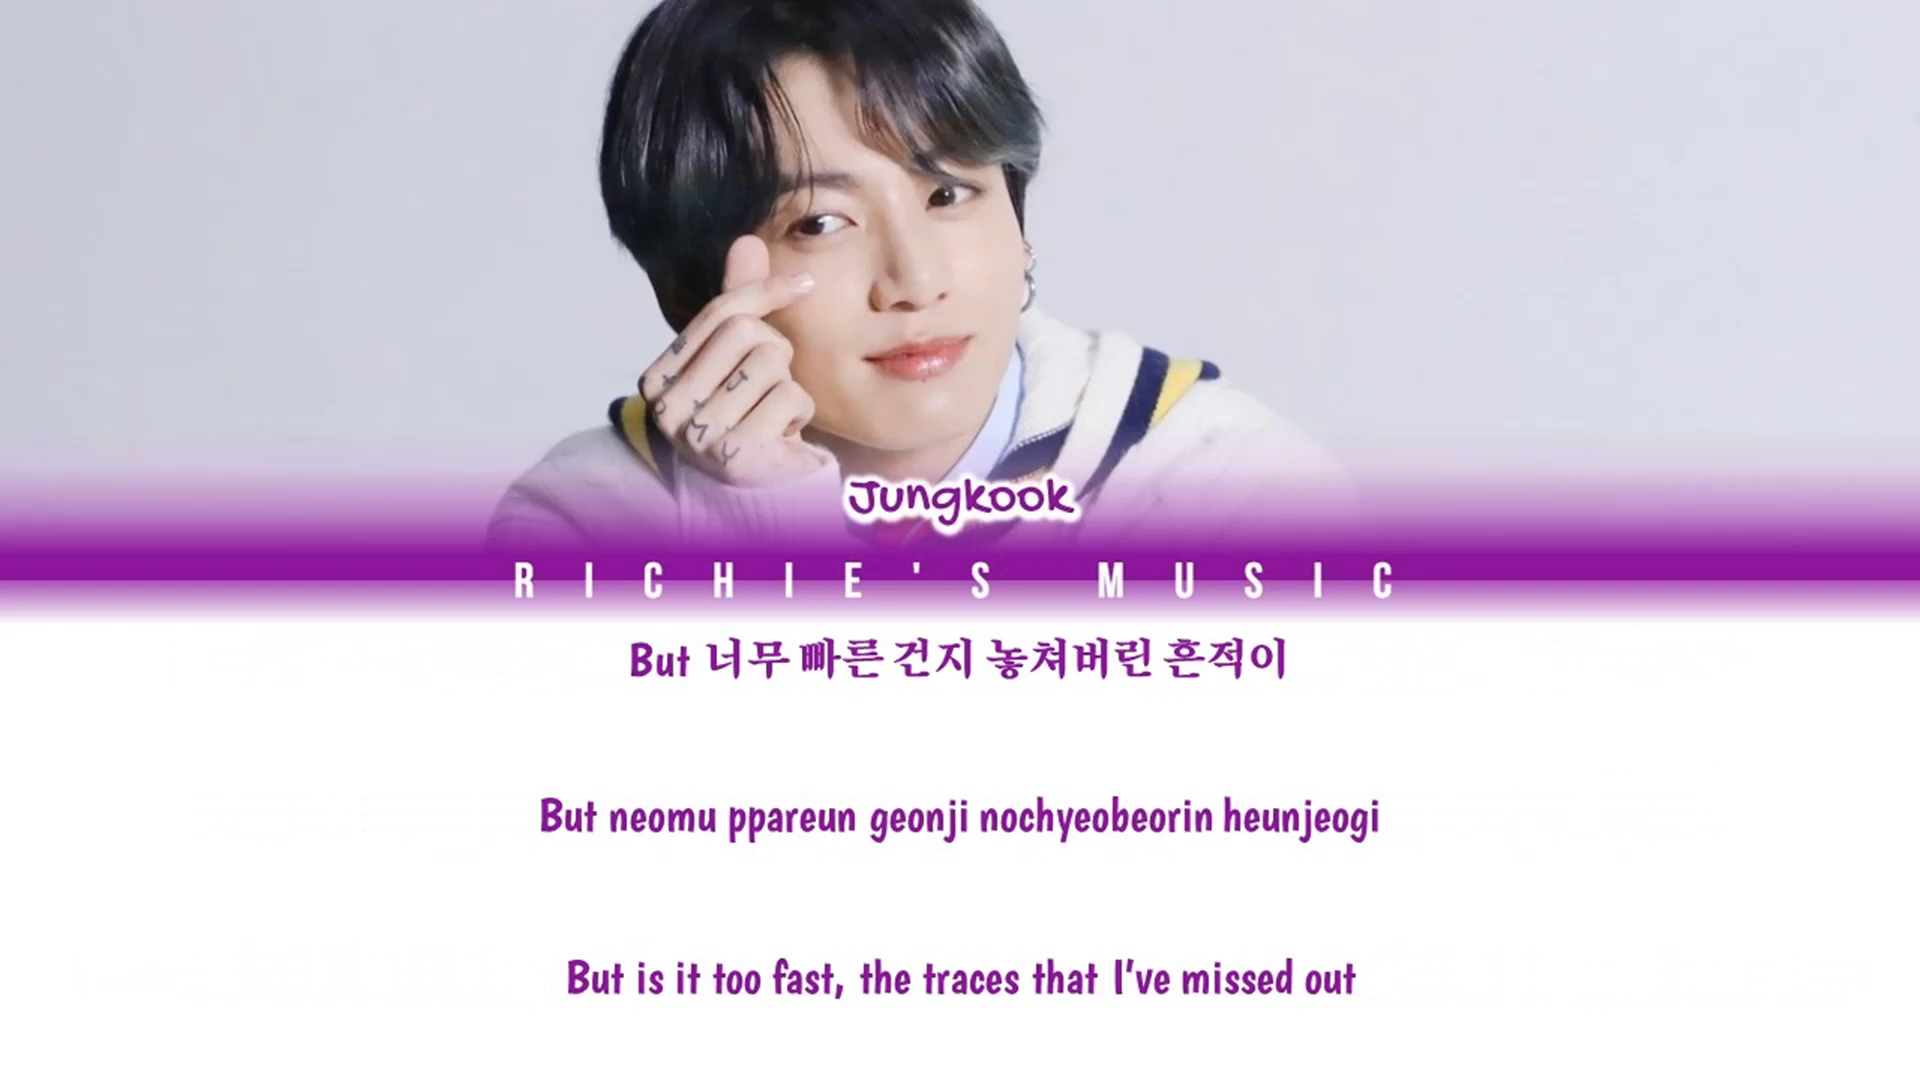 Jungkook
RICHIE'S MUSIC
But 너무 빠른 건지 놓쳐버린 흔적이
But neomu ppareun geonji nochyeobeorin heunjeogi
But is it too fast, the traces that I've missed out